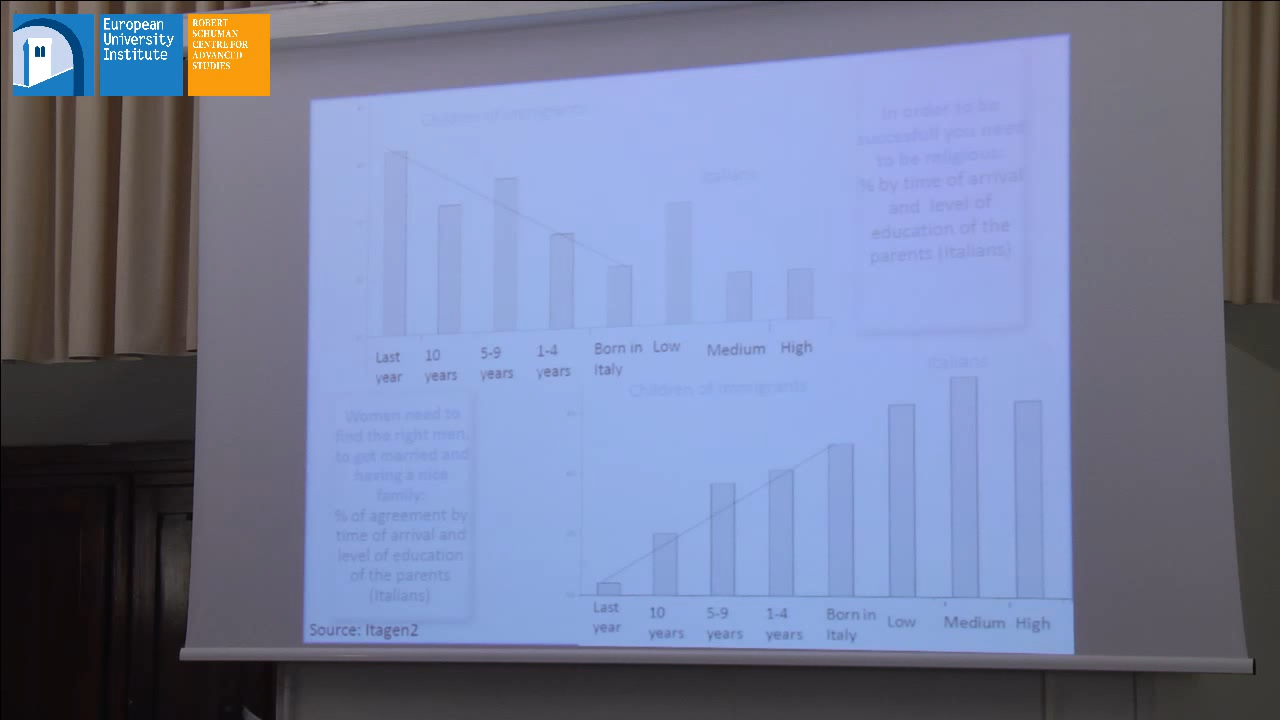 European
University
Institute
ROBERT
SCHUMAN
CENTRE FOR
ADVANCED
STUDIES
Children of immigrants
Italians
In order to be
successfull you need
to be religious:
% by time of arrival
and level of
education of the
parents (Italians)
Last
year
10
years
5-9
years
1-4
years
Born in
Italy
Low
Medium
High
Women need to
find the right men,
to get married and
having a nice
family:
% of agreement by
time of arrival and
level of education
of the parents
(Italians)
Children of immigrants
Italians
Last
year
10
years
5-9
years
1-4
years
Born in
Italy
Low
Medium
High
Source: Itagen2